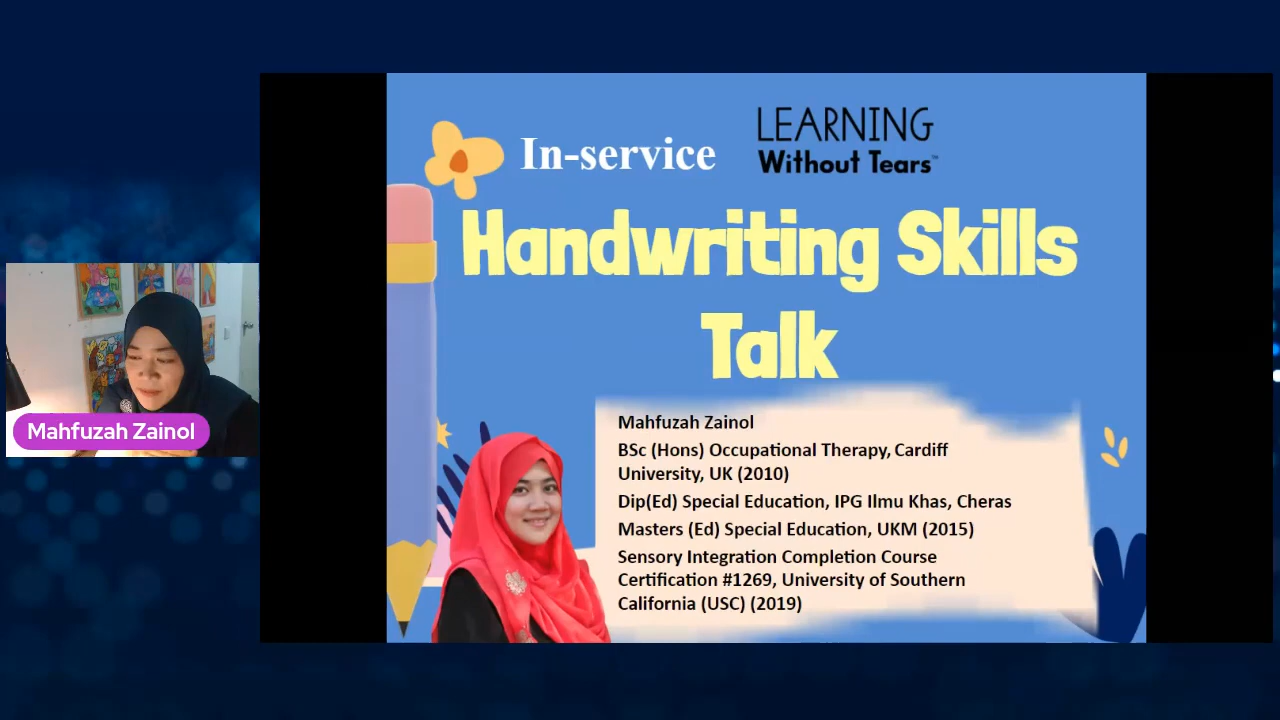 In-service
LEARNING
Without Tears™
Handwriting Skills
Talk
Mahfuzah Zainol
Mahfuzah Zainol
BSc (Hons) Occupational Therapy, Cardiff
University, UK (2010)
Dip(Ed) Special Education, IPG Ilmu Khas, Cheras
Masters (Ed) Special Education, UKM (2015)
Sensory Integration Completion Course
Certification #1269, University of Southern
California (USC) (2019)